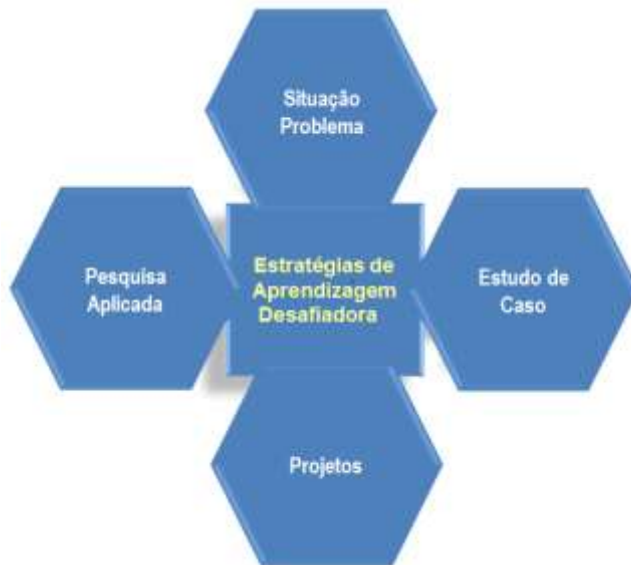 Situação
Problema
Pesquisa
Aplicada
Estratégias de
Aprendizagem
Desafiadora
Estudo de
Caso
Projetos